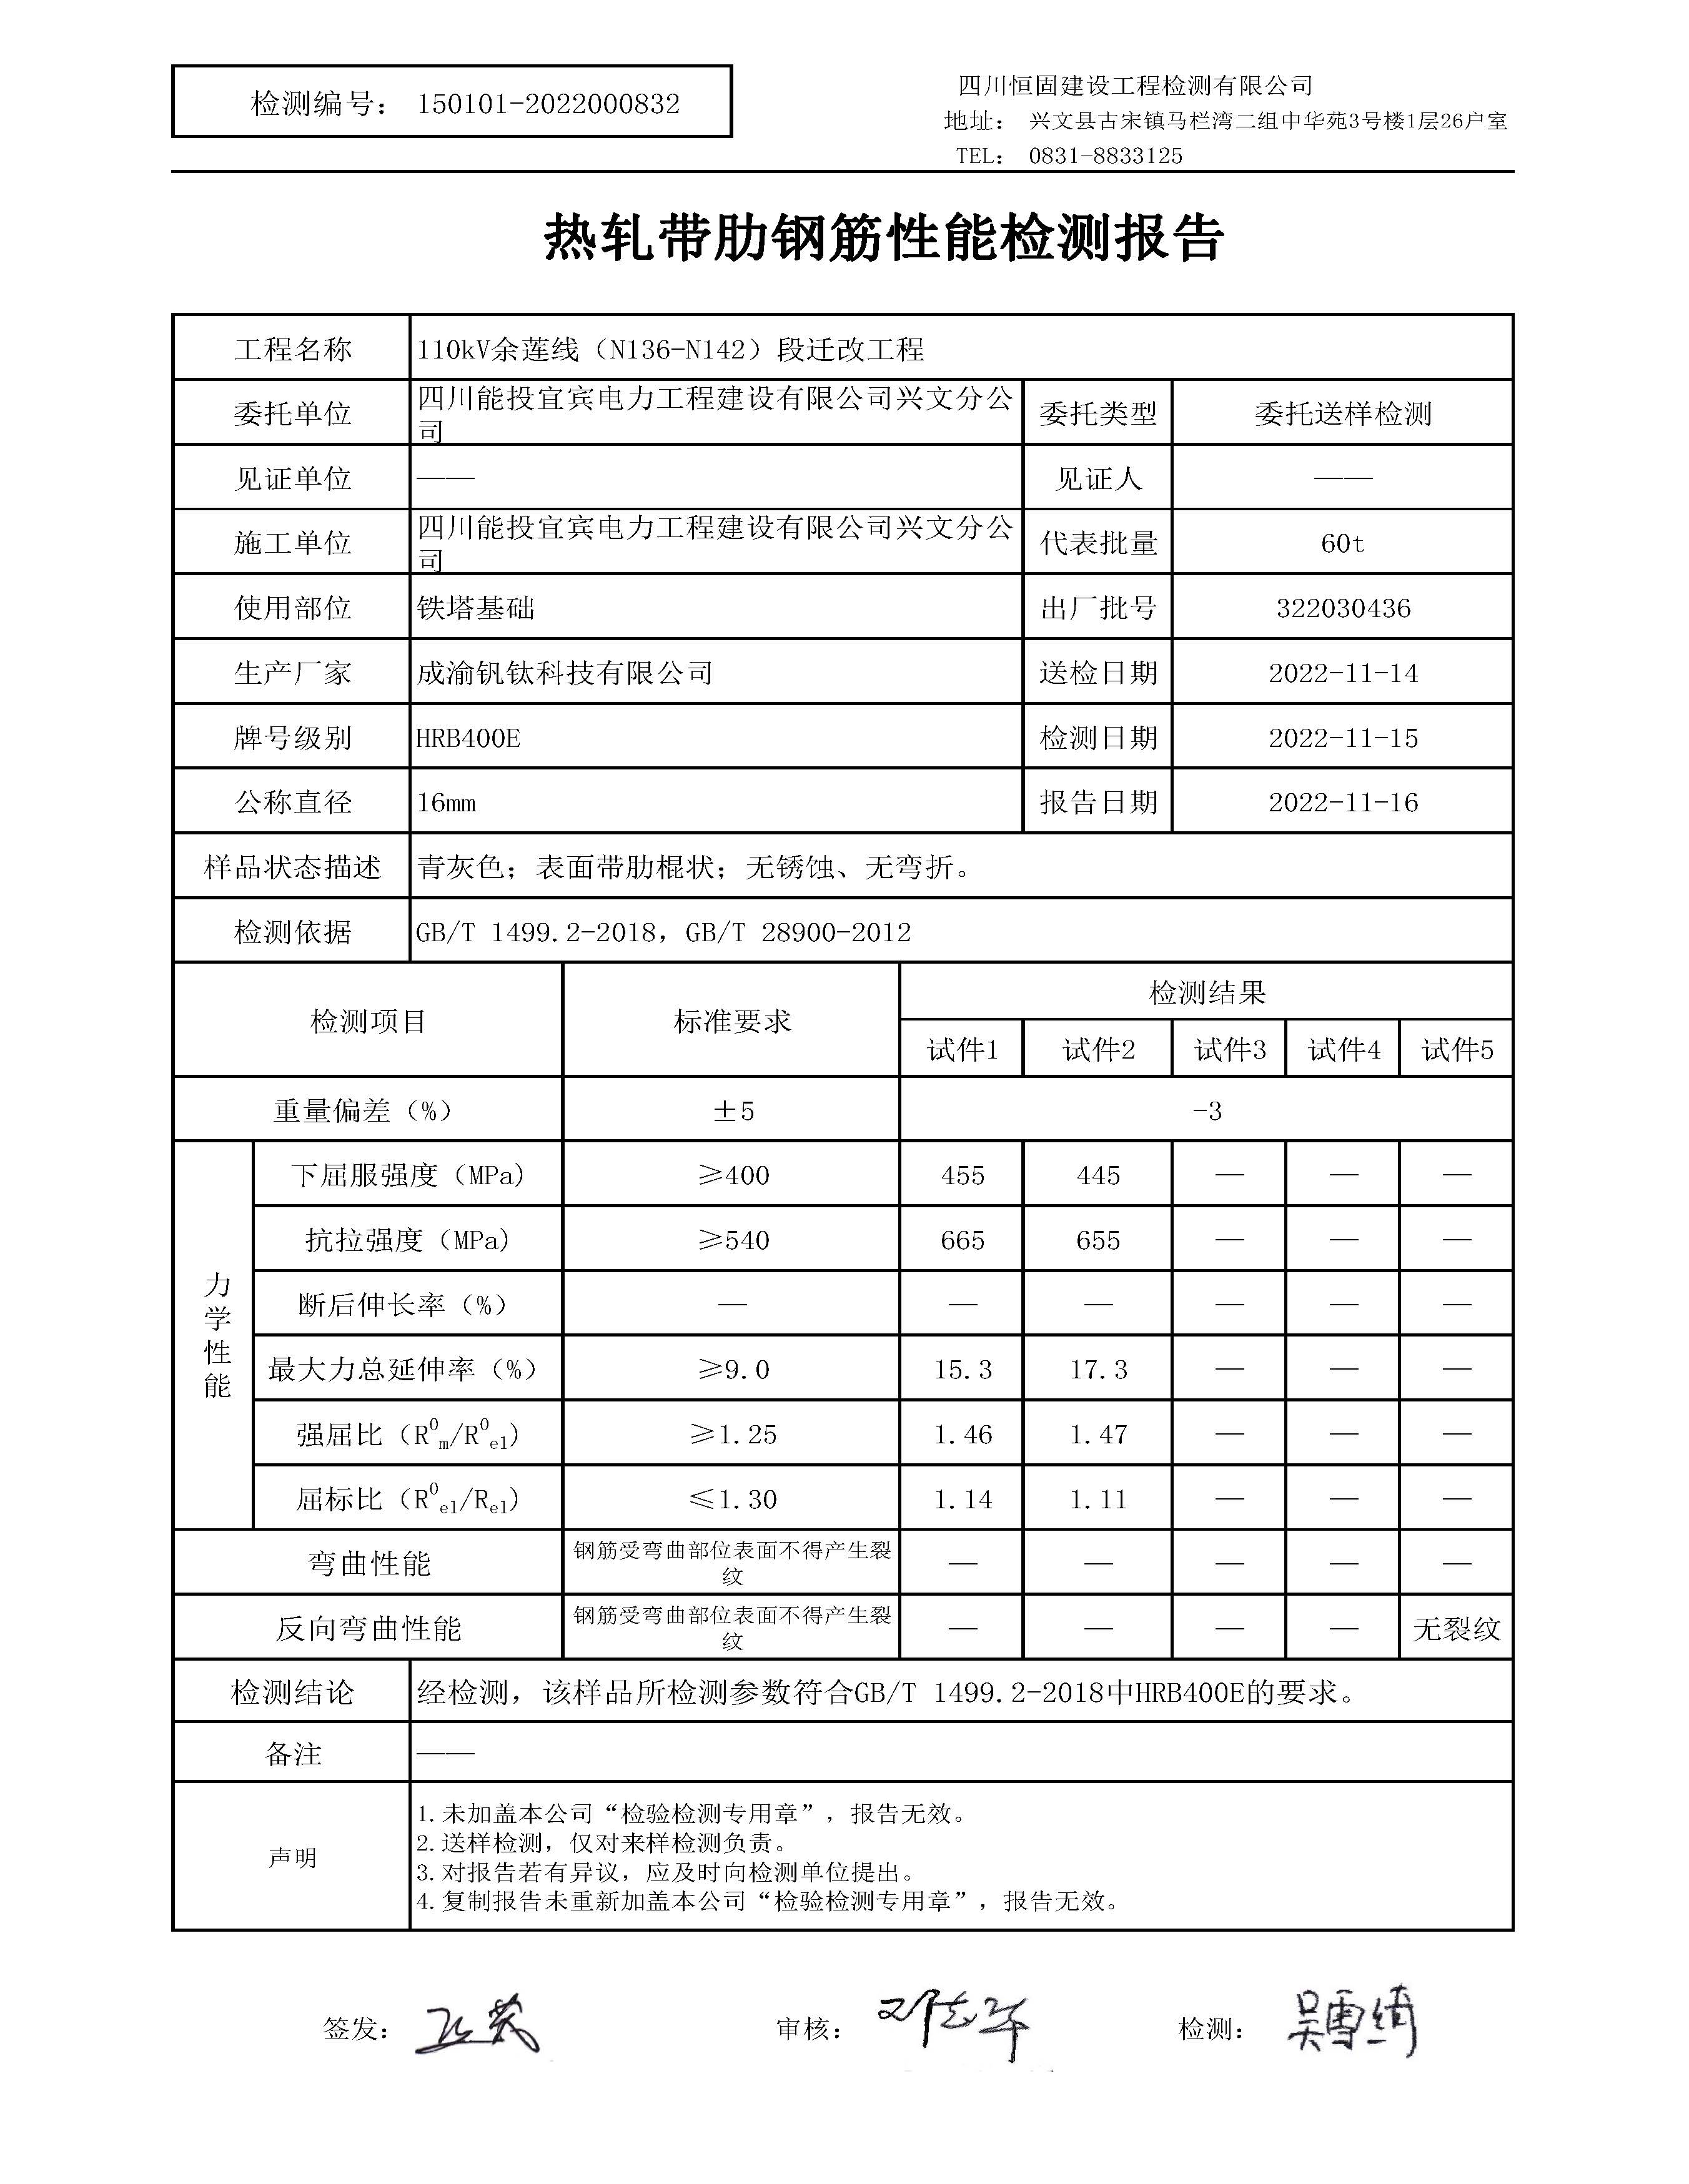 检测编号： 150101-2022000832
四川恒固建设工程检测有限公司
地址： 兴文县古宋镇马栏湾二组中华苑3号楼1层26户室
TEL： 0831-8833125
热轧带肋钢筋性能检测报告
工程名称 110kV余莲线（N136-N142）段迁改工程
委托单位 四川能投宜宾电力工程建设有限公司兴文分公
司
委托类型 委托送样检测
见证单位 —— 见证人 ——
施工单位 四川能投宜宾电力工程建设有限公司兴文分公
司
代表批量 60t
使用部位 铁塔基础 出厂批号 322030436
生产厂家 成渝钒钛科技有限公司 送检日期 2022-11-14
牌号级别 HRB400E 检测日期 2022-11-15
公称直径 16mm 报告日期 2022-11-16
样品状态描述 青灰色；表面带肋棍状；无锈蚀、无弯折。
检测依据 GB/T 1499.2-2018，GB/T 28900-2012
检测项目 标准要求 检测结果
试件1 试件2 试件3 试件4 试件5
重量偏差（%） ±5 -3
力学性能
下屈服强度（MPa) ≥400 455 445 — — —
抗拉强度（MPa) ≥540 665 655 — — —
断后伸长率（%） — — — — — —
最大力总延伸率（%） ≥9.0 15.3 17.3 — — —
强屈比（R⁰m/R⁰el) ≥1.25 1.46 1.47 — — —
屈标比（R⁰el/Rel) ≤1.30 1.14 1.11 — — —
弯曲性能 钢筋受弯曲部位表面不得产生裂
纹
— — — — —
反向弯曲性能 钢筋受弯曲部位表面不得产生裂
纹
— — — — 无裂纹
检测结论 经检测，该样品所检测参数符合GB/T 1499.2-2018中HRB400E的要求。
备注 ——
声明
1.未加盖本公司“检验检测专用章”，报告无效。
2.送样检测，仅对来样检测负责。
3.对报告若有异议，应及时向检测单位提出。
4.复制报告未重新加盖本公司“检验检测专用章”，报告无效。
签发： 审核： 检测： 吴雪绮